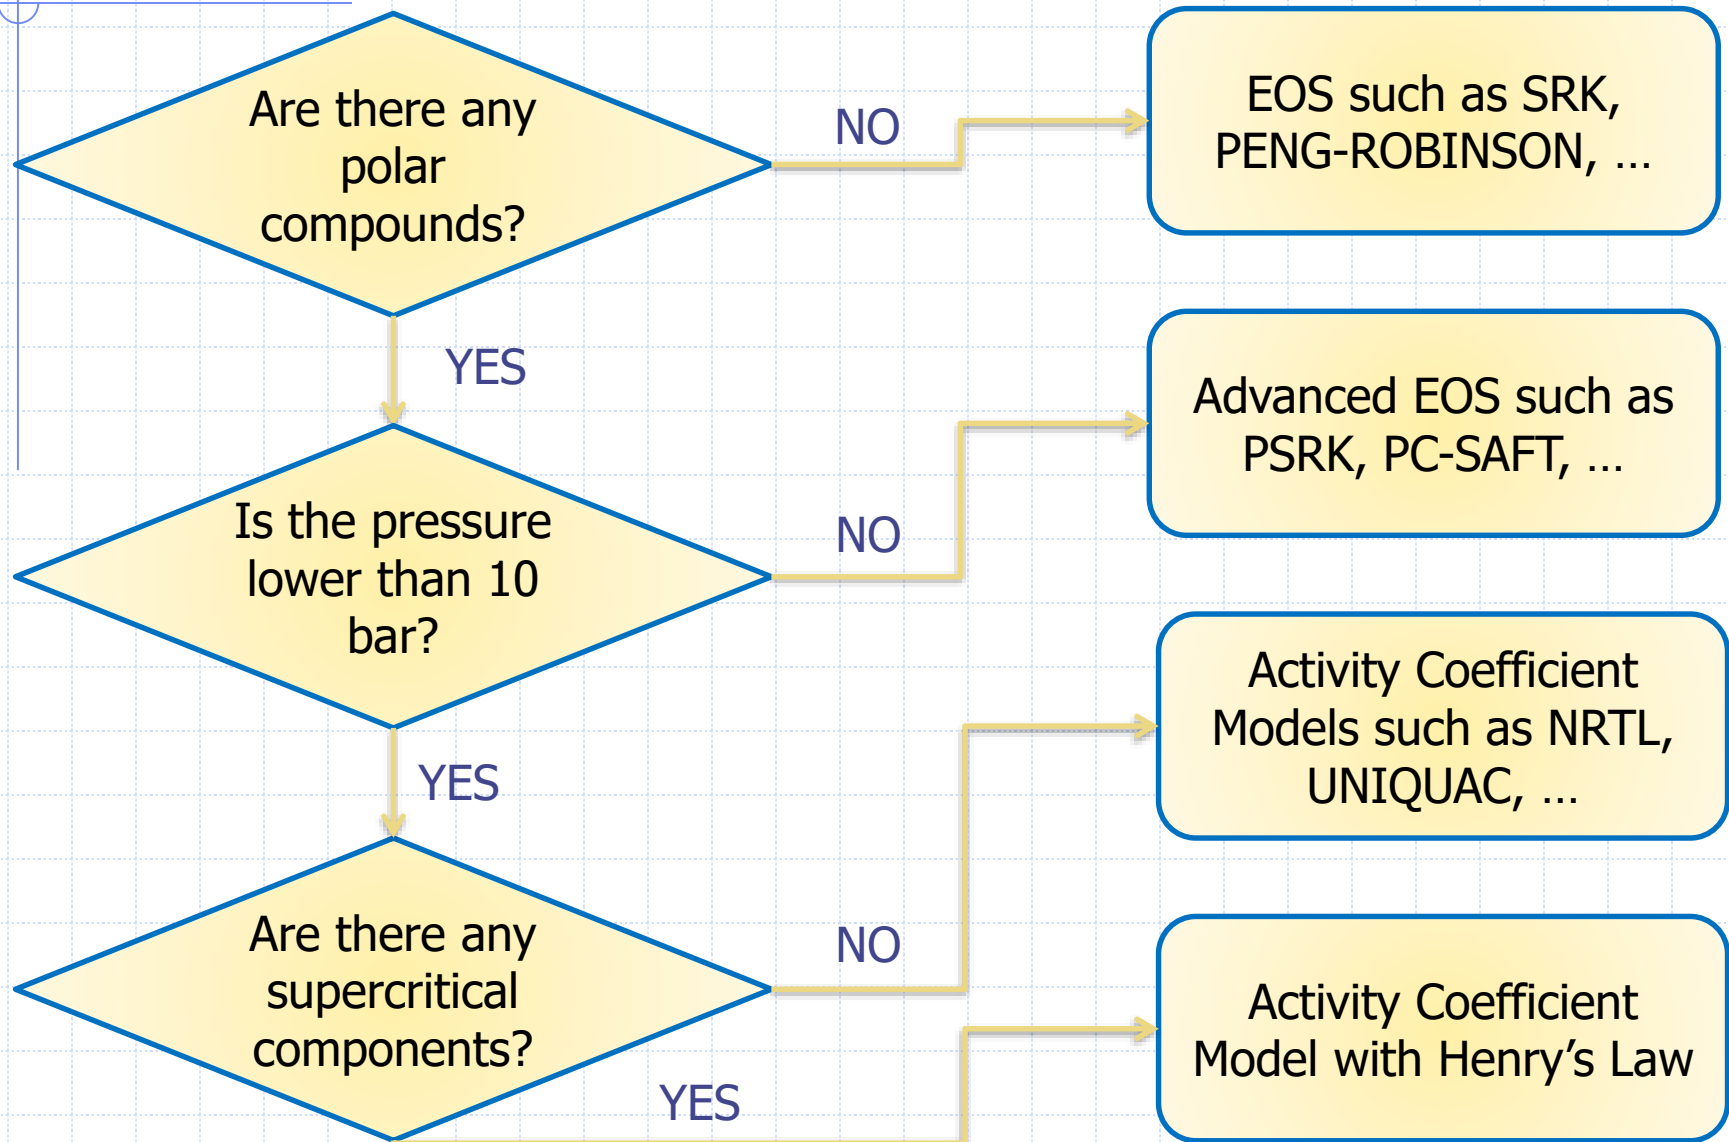 Are there any
polar
compounds?
NO
EOS such as SRK,
PENG-ROBINSON, ...
YES
Is the pressure
lower than 10
bar?
NO
Advanced EOS such as
PSRK, PC-SAFT, ...
YES
Are there any
supercritical
components?
NO
Activity Coefficient
Models such as NRTL,
UNIQUAC, ...
YES
Activity Coefficient
Model with Henry's Law